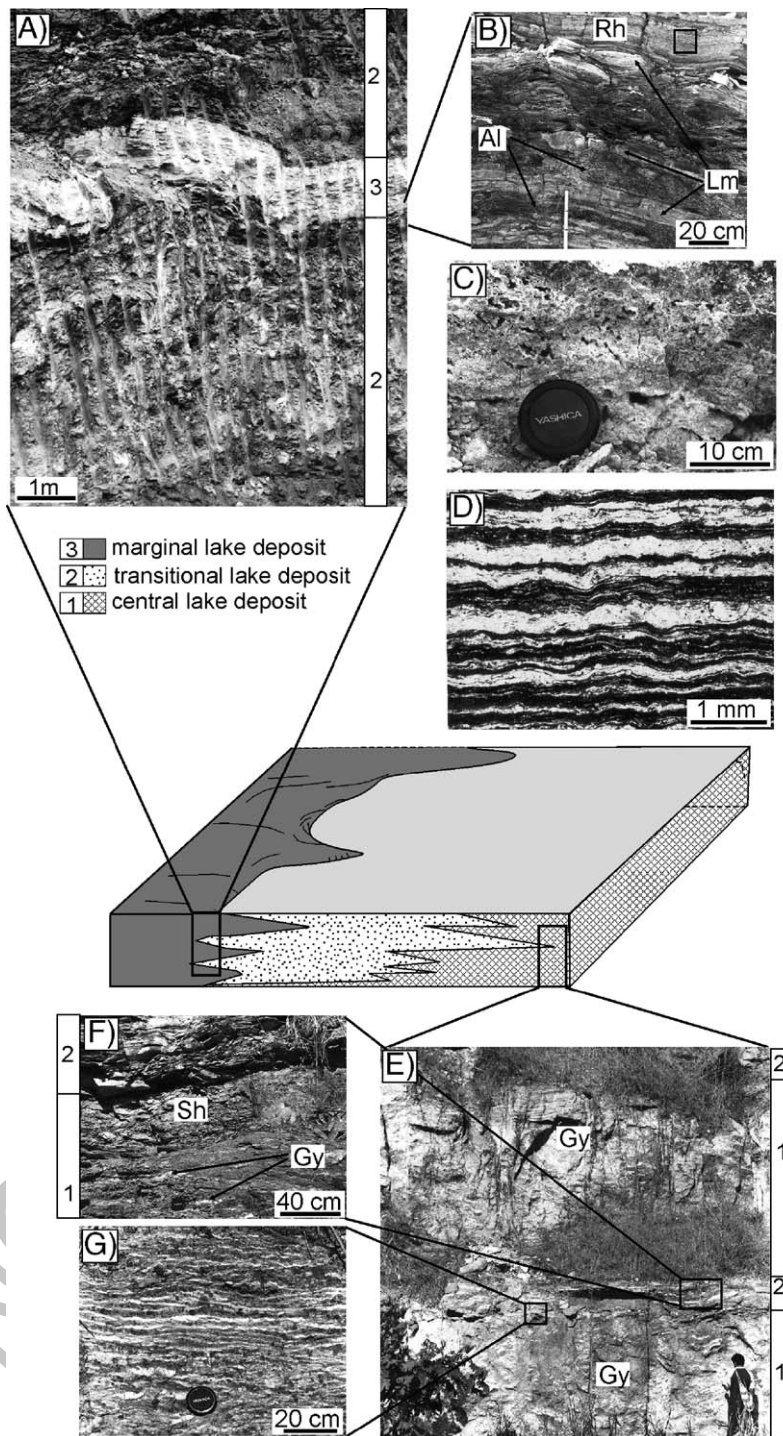 A)
2
3
2
1m
B)
Rh
Al
Lm
20 cm
C)
YASHICA
10 cm
D)
1 mm
3 marginal lake deposit
2 transitional lake deposit
1 central lake deposit
F)
2
Sh
Gy
1
40 cm
G)
20 cm
E)
2
Gy
1
2
Gy
1